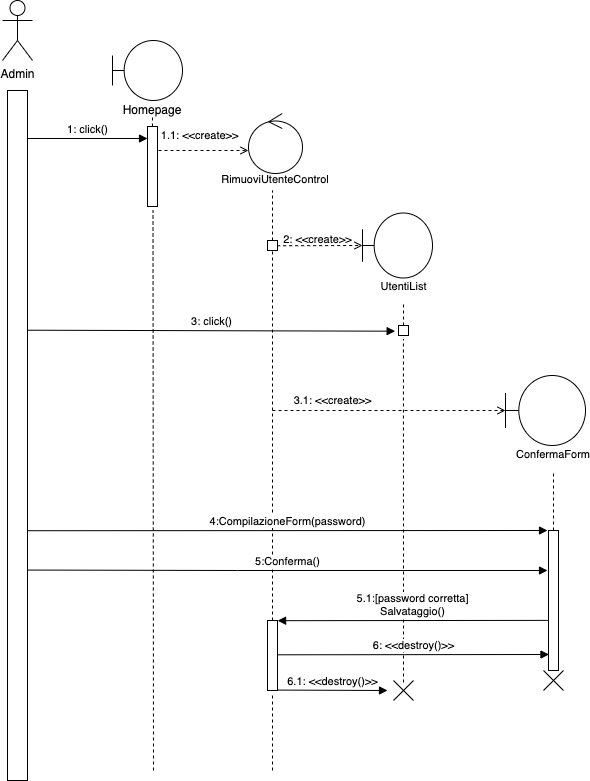 Admin
Homepage
1: click()
1.1: <<create>>
RimuoviUtenteControl
2: <<create>>
UtentiList
3: click()
3.1: <<create>>
ConfermaForm
4:CompilazioneForm(password)
5:Conferma()
5.1:[password corretta]
Salvataggio()
6: <<destroy()>>
6.1: <<destroy()>>